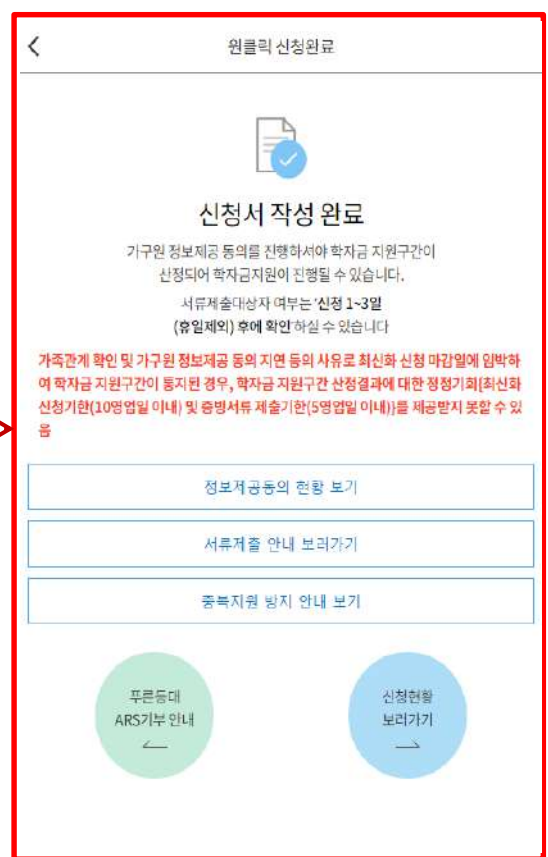 원클릭 신청완료
신청서 작성 완료
가구원 정보제공 동의를 진행하셔야 학자금 지원구간이
산정되어 학자금지원이 진행될 수 있습니다.
서류제출대상자 여부는 '신청 1~3일
(휴일제외) 후에 확인'하실 수 있습니다
가족관계 확인 및 가구원 정보제공 동의 지연 등의 사유로 최신화 신청 마감일에 임박하
여 학자금 지원구간이 통지된 경우, 학자금 지원구간 산정결과에 대한 정정기회{최신화
신청기한(10영업일 이내) 및 증빙서류 제출기한(5영업일 이내)}를 제공받지 못할 수 있
음
정보제공동의 현황 보기
서류제출 안내 보러가기
중복지원 방지 안내 보기
푸른등대
ARS기부 안내
신청현황
보러가기